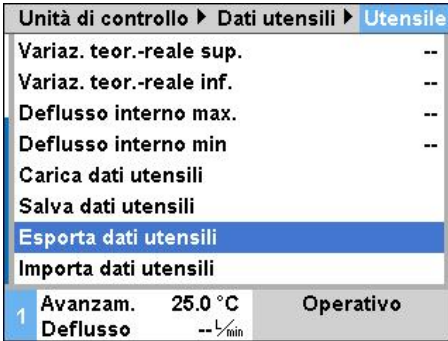 Unità di controllo ▶ Dati utensili ▶ Utensile
Variaz. teor.-reale sup. --
Variaz. teor.-reale inf. --
Deflusso interno max. --
Deflusso interno min --
Carica dati utensili
Salva dati utensili
Esporta dati utensili
Importa dati utensili
1 Avanzam. 25.0 °C Operativo
Deflusso -- L/min